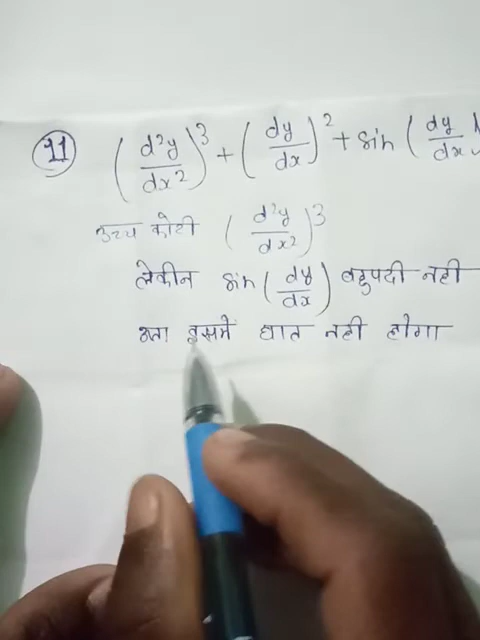 11 (d²y/dx²)³ + (dy/dx)² + sin (dy/dx)
उच्च कोटी (d²y/dx²)³
लेकीन sin (dy/dx) बहुपदी नही
अता इसमे घात नही होगा